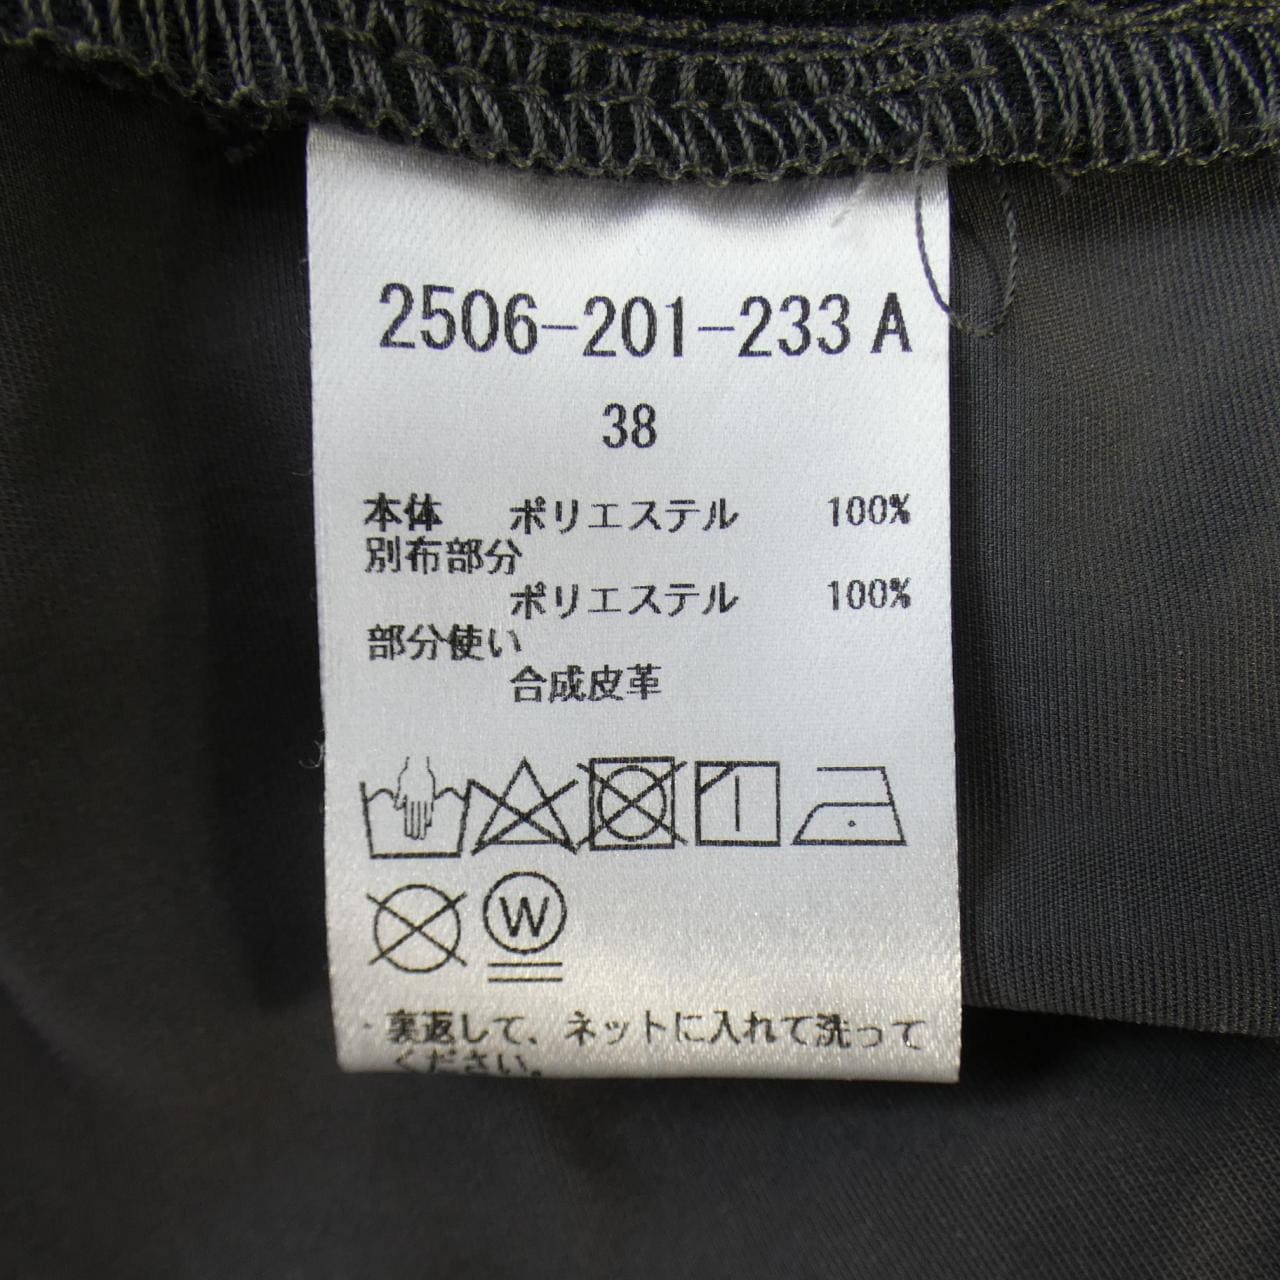 2506-201-233 A
38
本体 ポリエステル 100%
別布部分
ポリエステル 100%
部分使い
合成皮革
W
・裏返して、ネットに入れて洗って
ください。